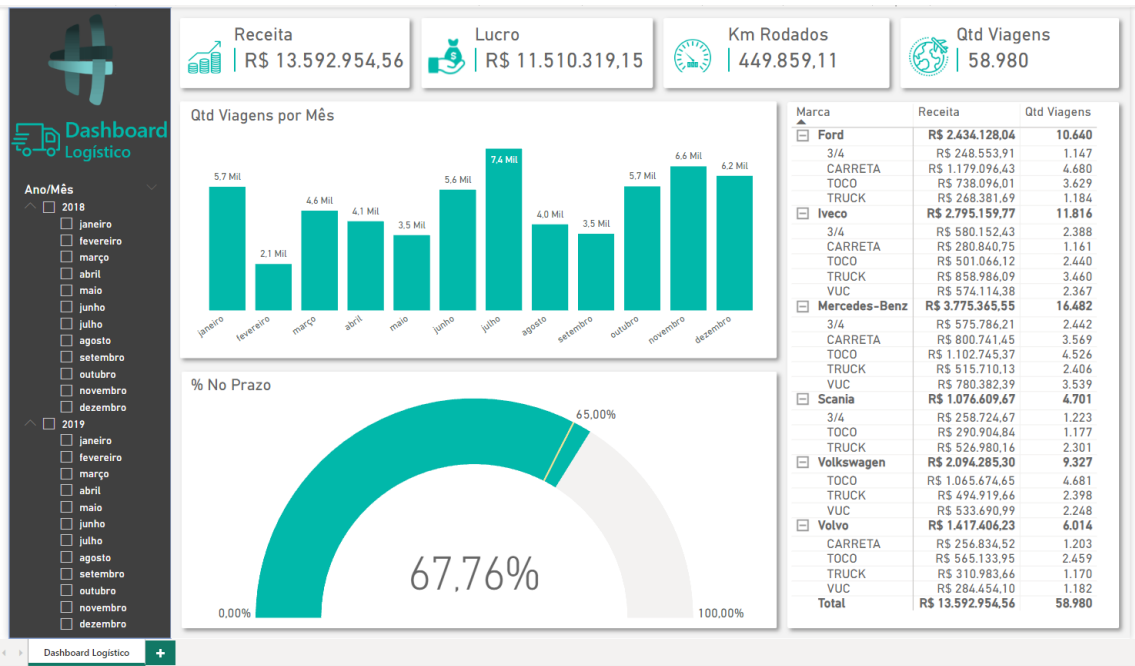 Dashboard
Logístico
Ano/Mês
2018
janeiro
fevereiro
março
abril
maio
junho
julho
agosto
setembro
outubro
novembro
dezembro
2019
janeiro
fevereiro
março
abril
maio
junho
julho
agosto
setembro
outubro
novembro
dezembro
Receita
R$ 13.592.954,56
Lucro
R$ 11.510.319,15
Km Rodados
449.859,11
Qtd Viagens
58.980
Qtd Viagens por Mês
5,7 Mil
2,1 Mil
4,6 Mil
4,1 Mil
3,5 Mil
5,6 Mil
7,4 Mil
4,0 Mil
3,5 Mil
5,7 Mil
6,6 Mil
6,2 Mil
janeiro
fevereiro
março
abril
maio
junho
julho
agosto
setembro
outubro
novembro
dezembro
% No Prazo
65,00%
67,76%
0,00%
100,00%
Marca Receita Qtd Viagens
Ford R$ 2.434.128,04 10.640
3/4 R$ 248.553,91 1.147
CARRETA R$ 1.179.096,43 4.680
TOCO R$ 738.096,01 3.629
TRUCK R$ 268.381,69 1.184
Iveco R$ 2.795.159,77 11.816
3/4 R$ 580.152,43 2.388
CARRETA R$ 280.840,75 1.161
TOCO R$ 501.066,12 2.440
TRUCK R$ 858.986,09 3.460
VUC R$ 574.114,38 2.367
Mercedes-Benz R$ 3.775.365,55 16.482
3/4 R$ 575.786,21 2.442
CARRETA R$ 800.741,45 3.569
TOCO R$ 1.102.745,37 4.526
TRUCK R$ 515.710,13 2.406
VUC R$ 780.382,39 3.539
Scania R$ 1.076.609,67 4.701
3/4 R$ 258.724,67 1.223
TOCO R$ 290.904,84 1.177
TRUCK R$ 526.980,16 2.301
Volkswagen R$ 2.094.285,30 9.327
TOCO R$ 1.065.674,65 4.681
TRUCK R$ 494.919,66 2.398
VUC R$ 533.690,99 2.248
Volvo R$ 1.417.406,23 6.014
CARRETA R$ 256.834,52 1.203
TOCO R$ 565.133,95 2.459
TRUCK R$ 310.983,66 1.170
VUC R$ 284.454,10 1.182
Total R$ 13.592.954,56 58.980
Dashboard Logístico